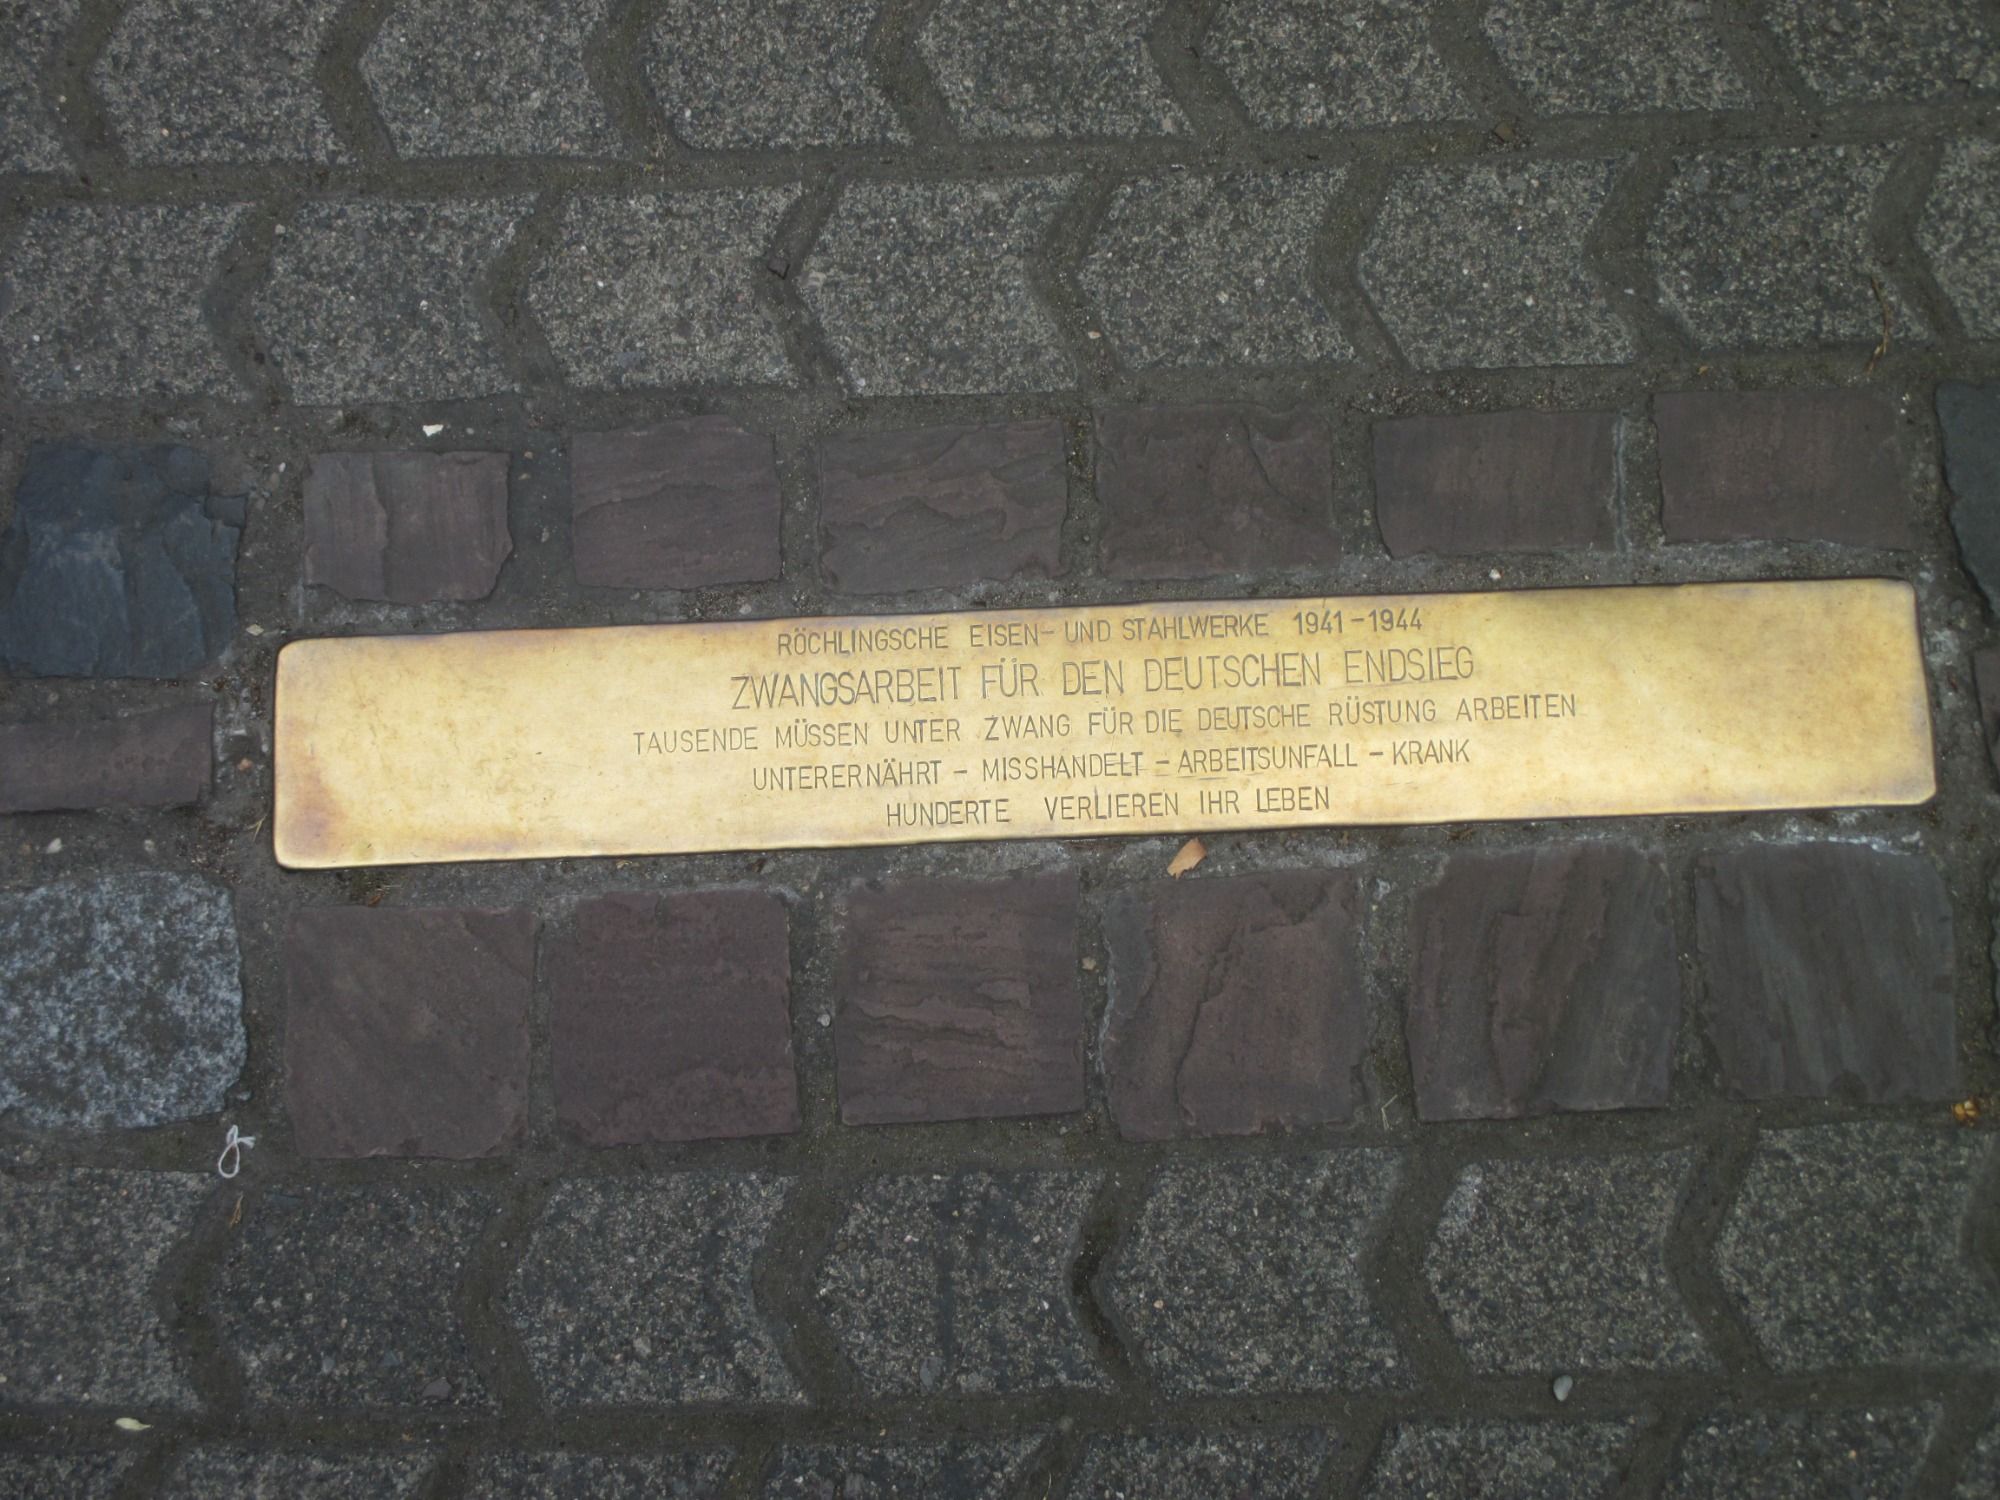 RÖCHLINGSCHE EISEN- UND STAHLWERKE 1941-1944
ZWANGSARBEIT FÜR DEN DEUTSCHEN ENDSIEG
TAUSENDE MÜSSEN UNTER ZWANG FÜR DIE DEUTSCHE RÜSTUNG ARBEITEN
UNTERERNÄHRT - MISSHANDELT - ARBEITSUNFALL - KRANK
HUNDERTE VERLIEREN IHR LEBEN